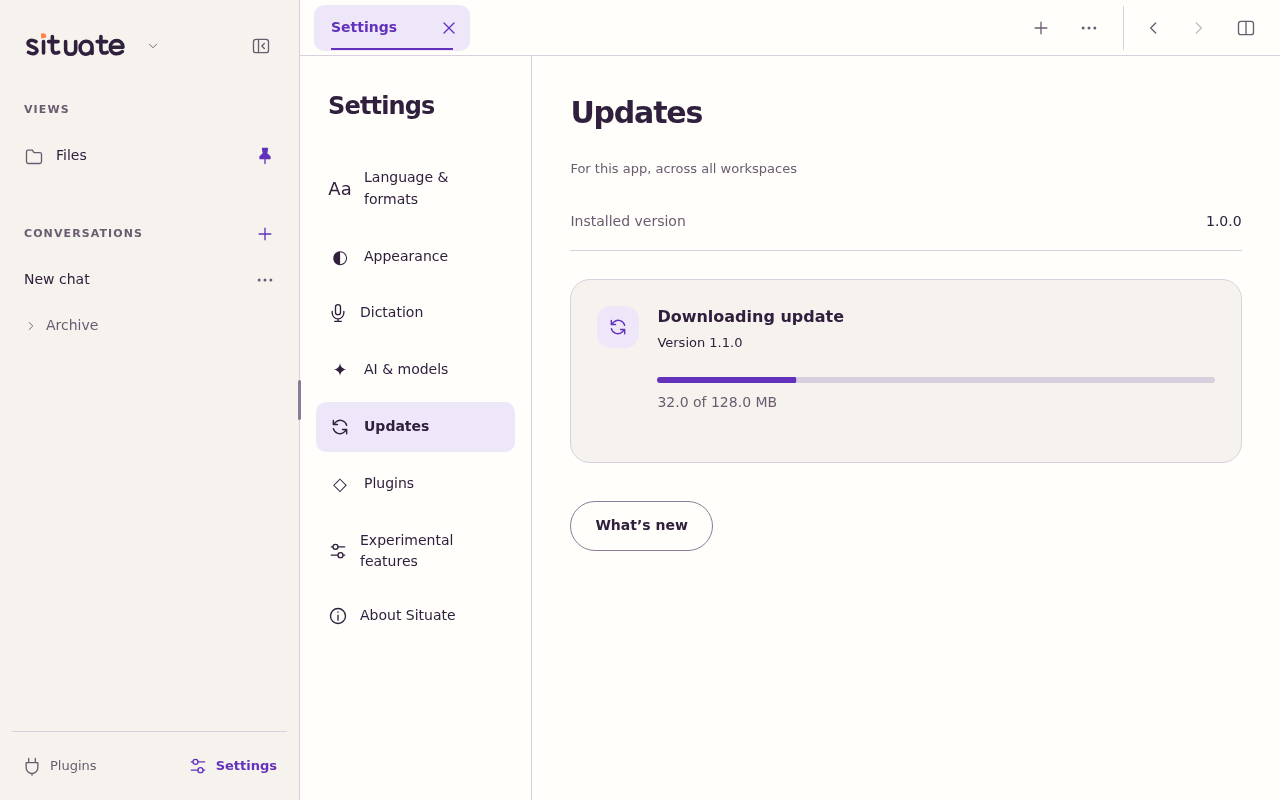 situate
VIEWS
Files
CONVERSATIONS
New chat
Archive
Plugins
Settings
Settings
Settings
Aa
Language &
formats
Appearance
Dictation
AI & models
Updates
Plugins
Experimental
features
About Situate
Updates
For this app, across all workspaces
Installed version 1.0.0
Downloading update
Version 1.1.0
32.0 of 128.0 MB
What’s new